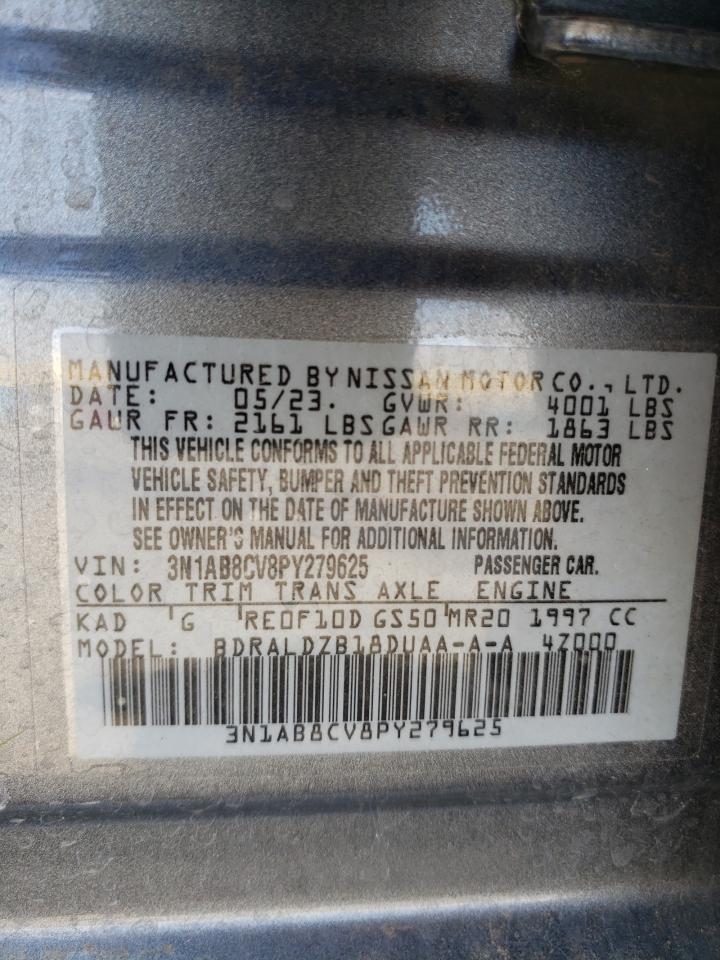 MANUFACTURED BY NISSAN MOTOR CO., LTD.
DATE: 05/23. GVWR: 4001 LBS
GAWR FR: 2161 LBS GAWR RR: 1863 LBS
THIS VEHICLE CONFORMS TO ALL APPLICABLE FEDERAL MOTOR
VEHICLE SAFETY, BUMPER AND THEFT PREVENTION STANDARDS
IN EFFECT ON THE DATE OF MANUFACTURE SHOWN ABOVE.
SEE OWNER'S MANUAL FOR ADDITIONAL INFORMATION.
VIN: 3N1AB8CV8PY279625 PASSENGER CAR.
COLOR TRIM TRANS AXLE ENGINE
KAD G RE0F10D GS50 MR20 1997 CC
MODEL: BDRALDZB18DUAA-A-A 4Z000
3N1AB8CV8PY279625